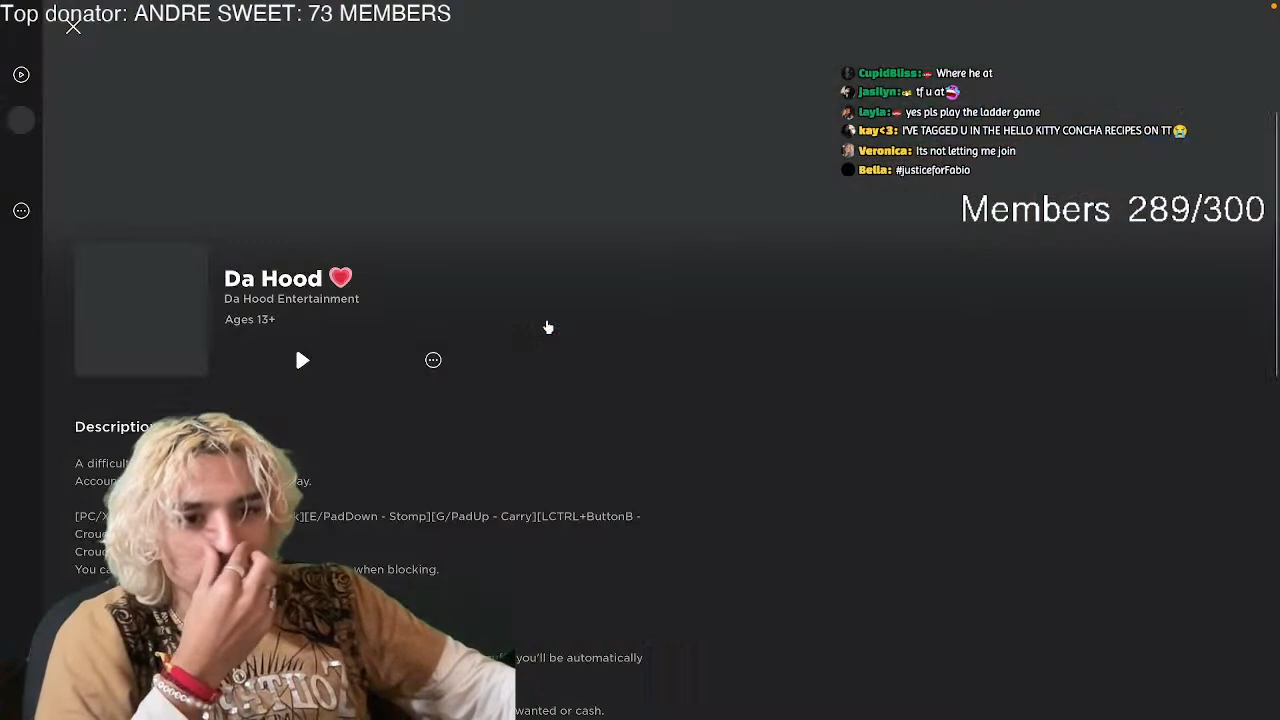 Top donator: ANDRE SWEET: 73 MEMBERS
CupidBliss: Where he at
Jasilyn: tf u at
layla: yes pls play the ladder game
kay<3: I'VE TAGGED U IN THE HELLO KITTY CONCHA RECIPES ON TT😭
Veronica: Its not letting me join
Bella: #justiceforFabio
Members 289/300
Da Hood ❤️
Da Hood Entertainment
Ages 13+
Description
A difficult
Accoun ay.
[PC/X k][E/PadDown - Stomp][G/PadUp - Carry][LCTRL+ButtonB -
Crouc
Crouc
You ca when blocking.
you'll be automatically
wanted or cash.